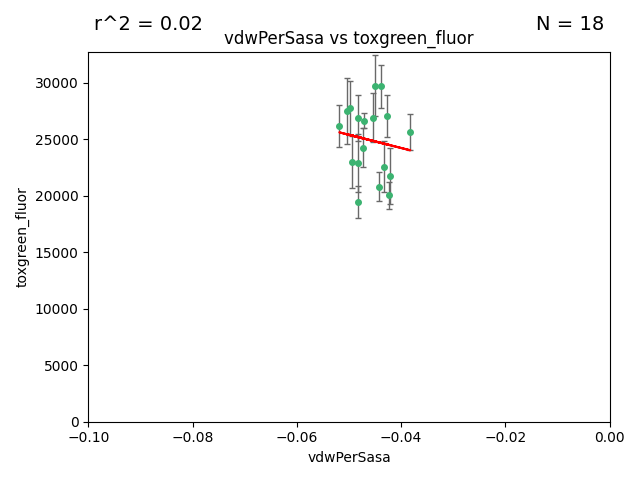 r^2 = 0.02
N = 18
vdwPerSasa vs toxgreen_fluor
30000
25000
20000
15000
10000
5000
0
toxgreen_fluor
−0.10
−0.08
−0.06
−0.04
−0.02
0.00
vdwPerSasa